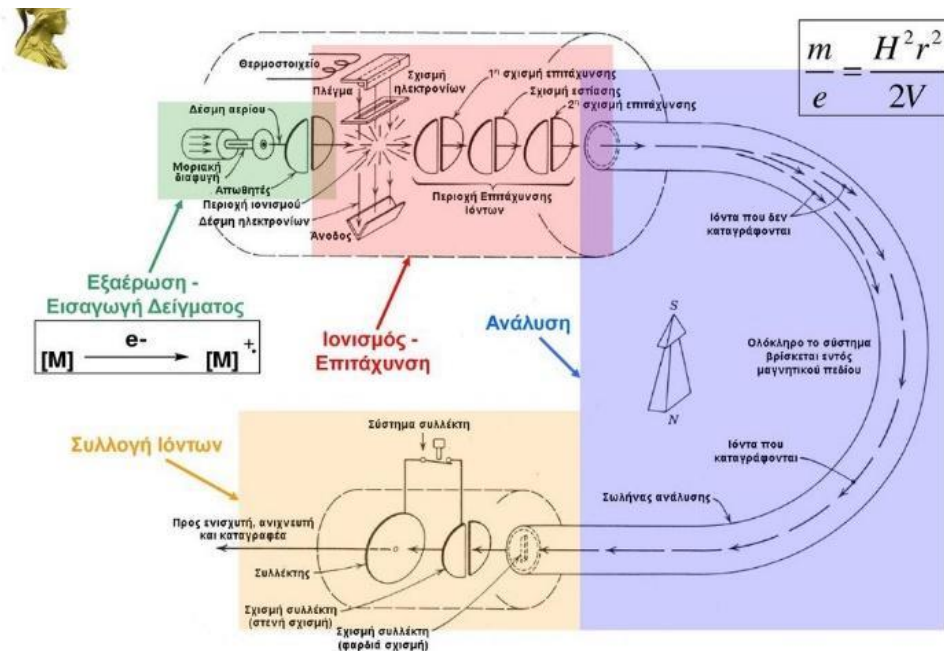 m/e = H²r²/2V
Θερμοστοιχείο
Πλέγμα
Σχισμή
ηλεκτρονίων
1η σχισμή επιτάχυνσης
Σχισμή εστίασης
2η σχισμή επιτάχυνσης
Δέσμη αερίου
Μοριακή
διαφυγή
Απωθητές
Περιοχή ιονισμού
Δέσμη ηλεκτρονίων
Άνοδος
Περιοχή Επιτάχυνσης
Ιόντων
Ιόντα που δεν
καταγράφονται
Εξαέρωση -
Εισαγωγή Δείγματος
[M] e- [M]+.
Ιονισμός -
Επιτάχυνση
Ανάλυση
S
N
Ολόκληρο το σύστημα
βρίσκεται εντός
μαγνητικού πεδίου
Ιόντα που
καταγράφονται
Σωλήνας ανάλυσης
Συλλογή Ιόντων
Σύστημα συλλέκτη
Προς ενισχυτή, ανιχνευτή
και καταγραφέα
Συλλέκτης
Σχισμή συλλέκτη
(στενή σχισμή)
Σχισμή συλλέκτη
(φαρδιά σχισμή)